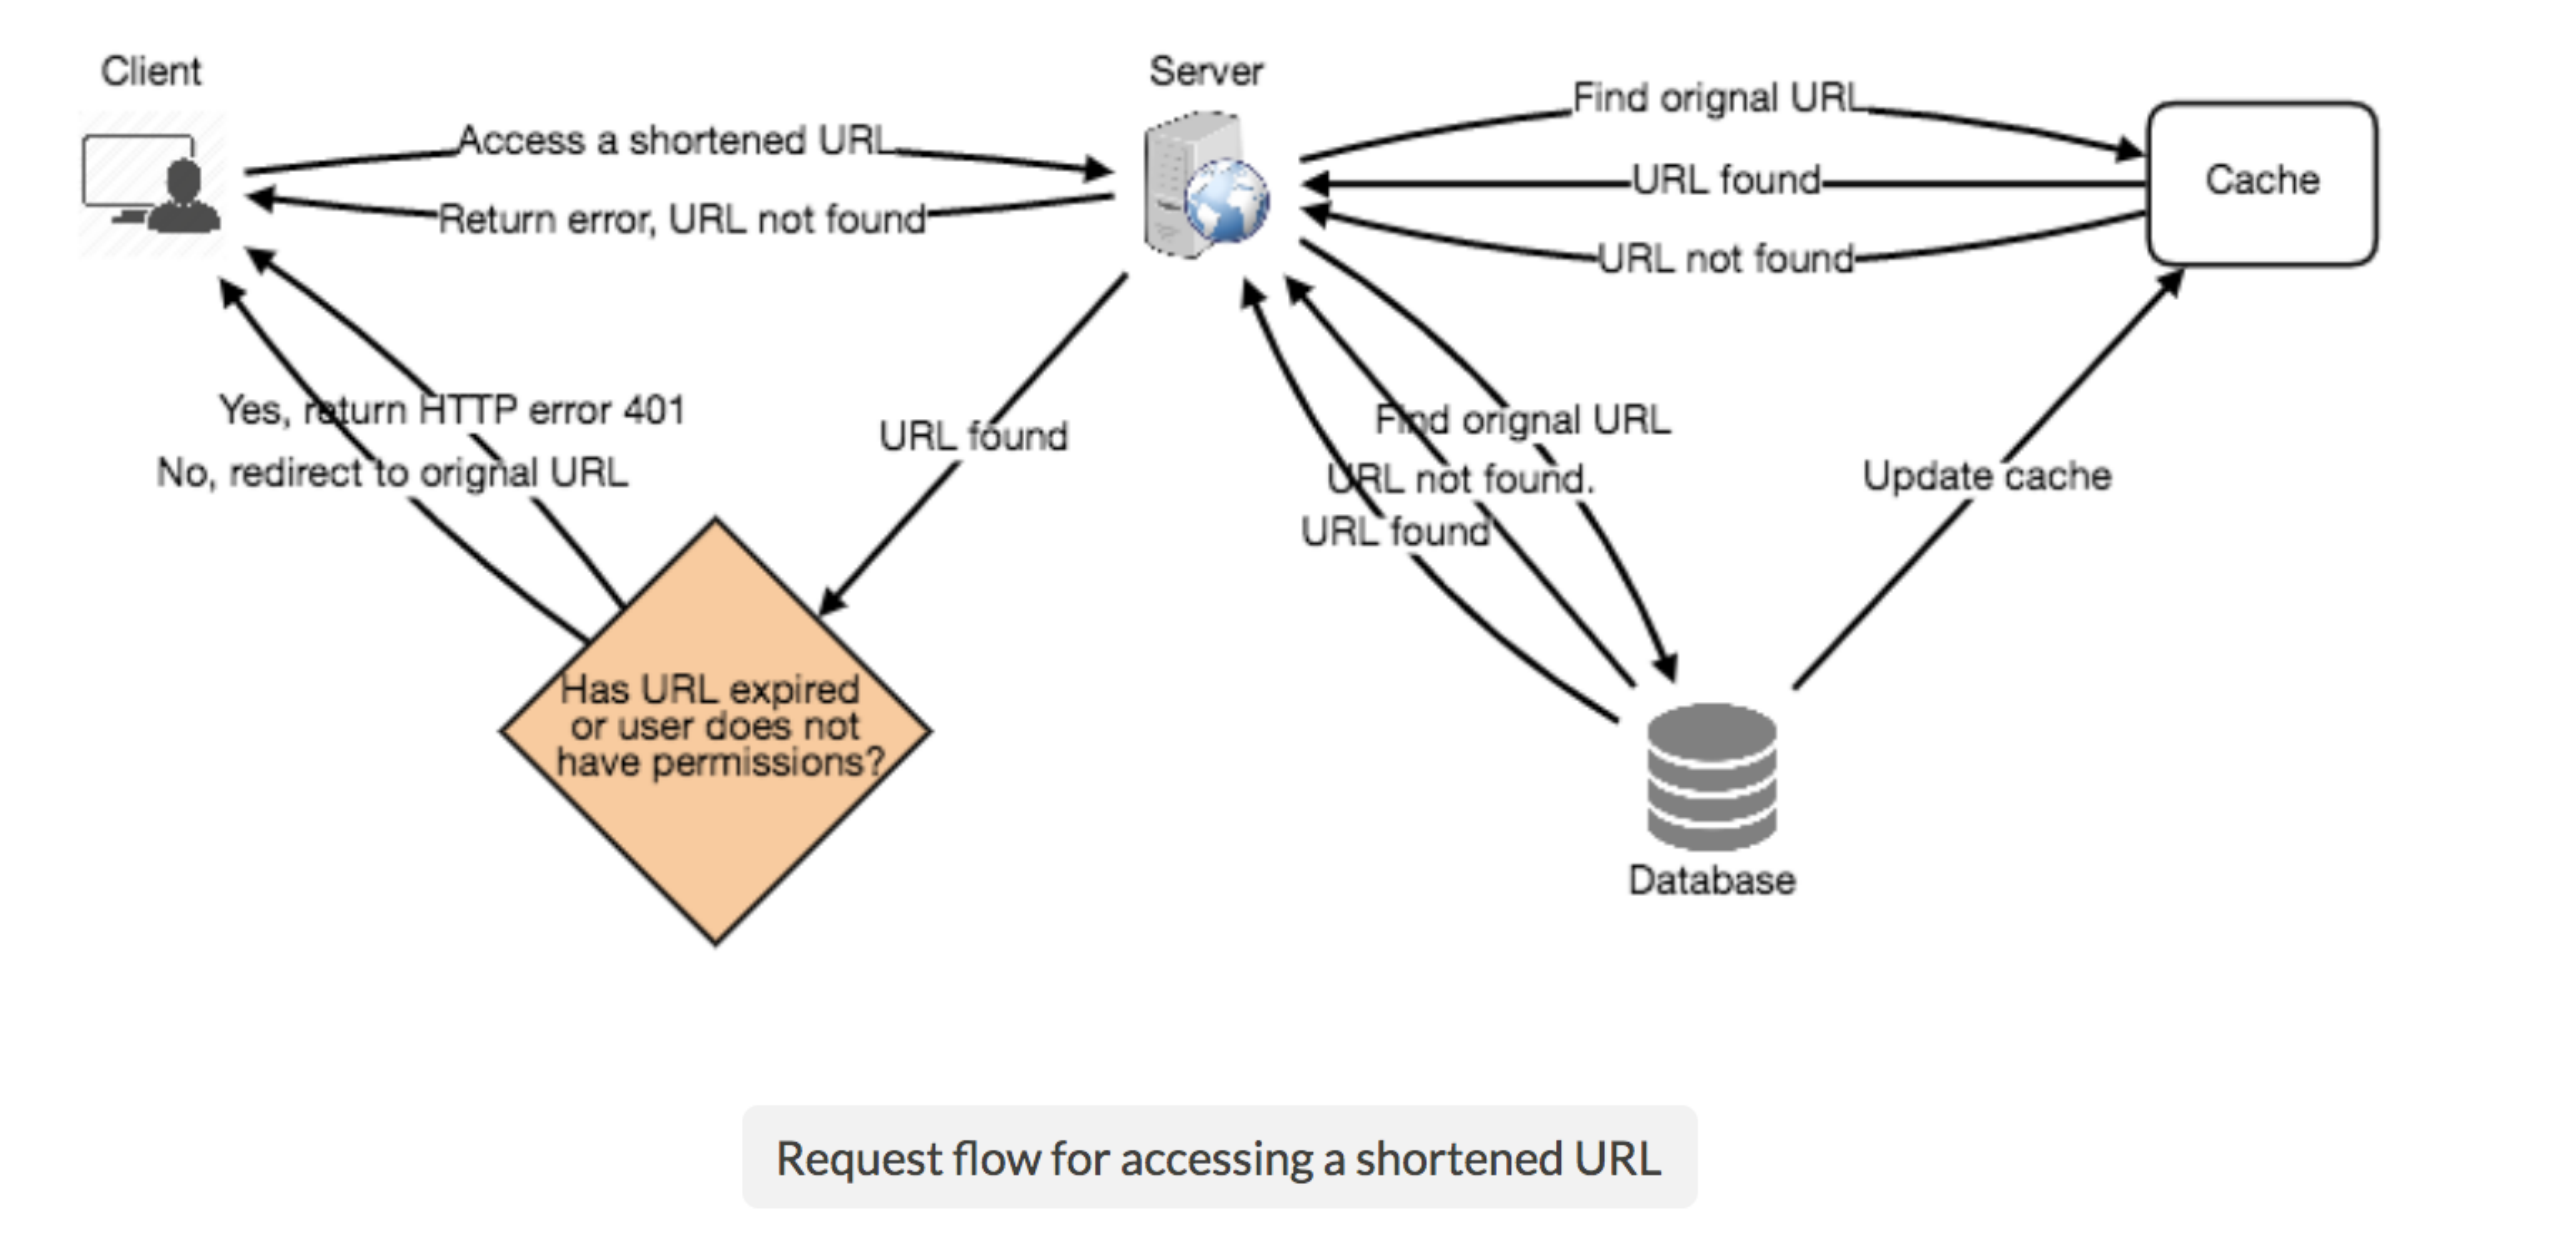 Client
Server
Access a shortened URL
Return error, URL not found
Find orignal URL
URL found
URL not found
Cache
Yes, return HTTP error 401
No, redirect to orignal URL
URL found
Find orignal URL
URL not found.
URL found
Update cache
Has URL expired
or user does not
have permissions?
Database
Request flow for accessing a shortened URL